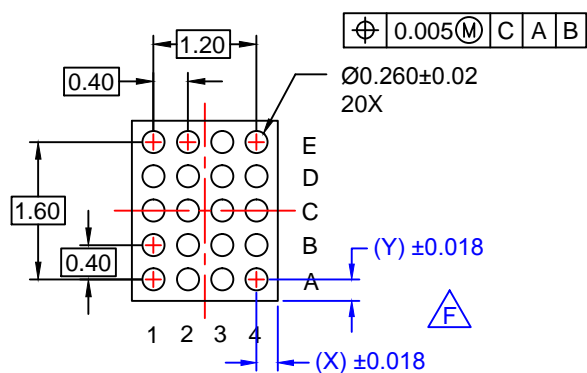 1.20
⌖ 0.005Ⓜ C A B
0.40
Ø0.260±0.02
20X
E
D
1.60
C
B
(Y) ±0.018
0.40
A
F
1 2 3 4
(X) ±0.018